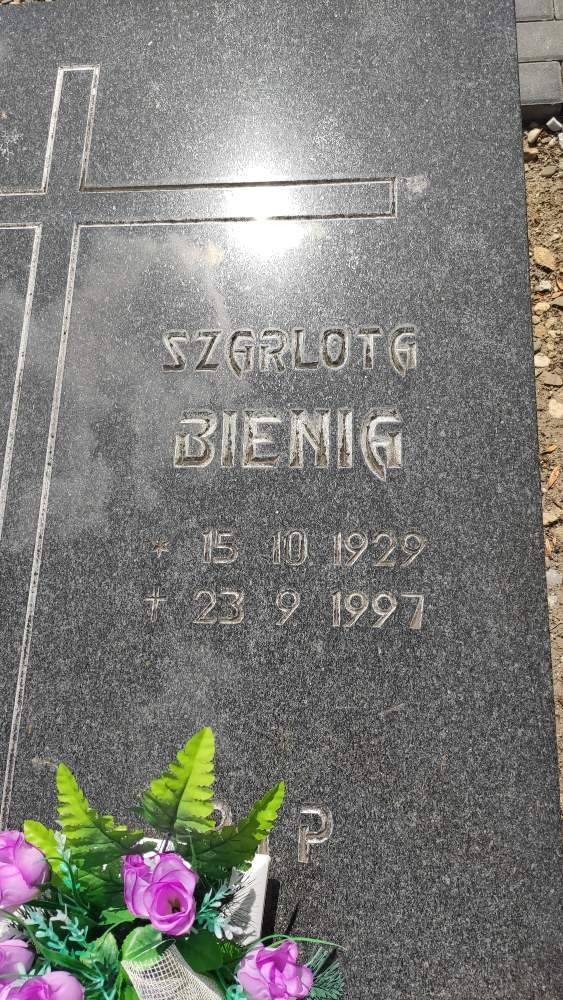 SZARLOTA
BIENIA
* 15 10 1929
† 23 9 1997
R I P